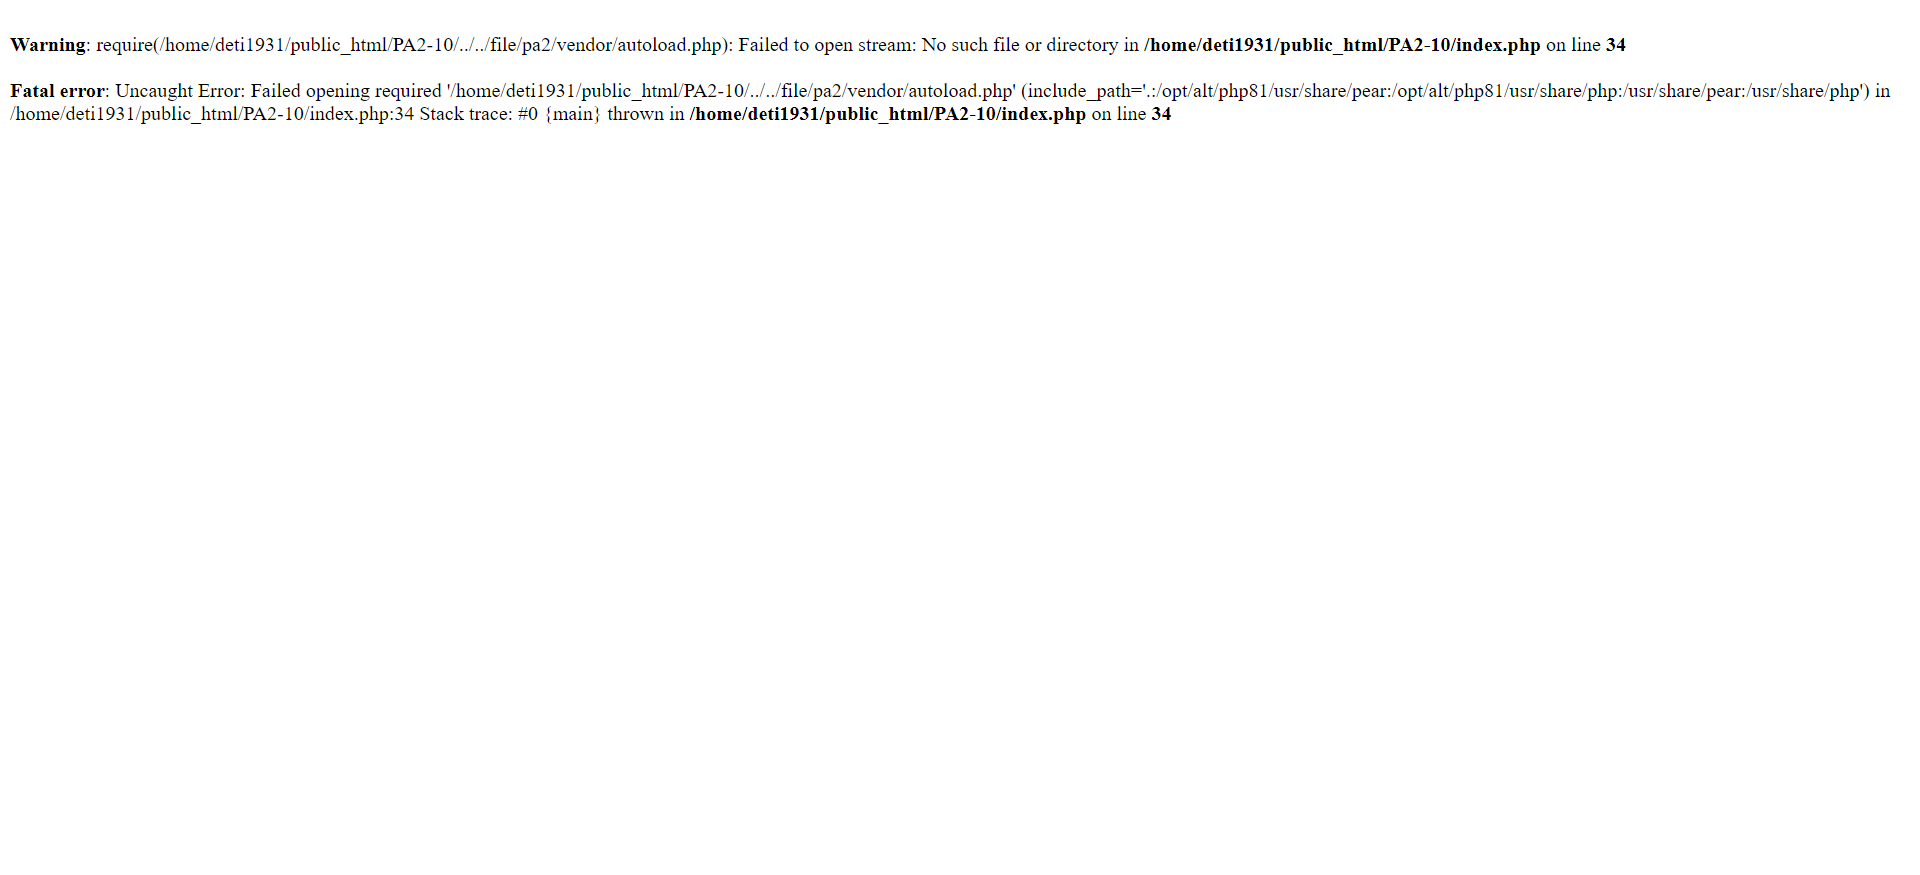 Warning: require(/home/deti1931/public_html/PA2-10/../../file/pa2/vendor/autoload.php): Failed to open stream: No such file or directory in /home/deti1931/public_html/PA2-10/index.php on line 34
Fatal error: Uncaught Error: Failed opening required '/home/deti1931/public_html/PA2-10/../../file/pa2/vendor/autoload.php' (include_path='.:/opt/alt/php81/usr/share/pear:/opt/alt/php81/usr/share/php:/usr/share/pear:/usr/share/php') in
/home/deti1931/public_html/PA2-10/index.php:34 Stack trace: #0 {main} thrown in /home/deti1931/public_html/PA2-10/index.php on line 34